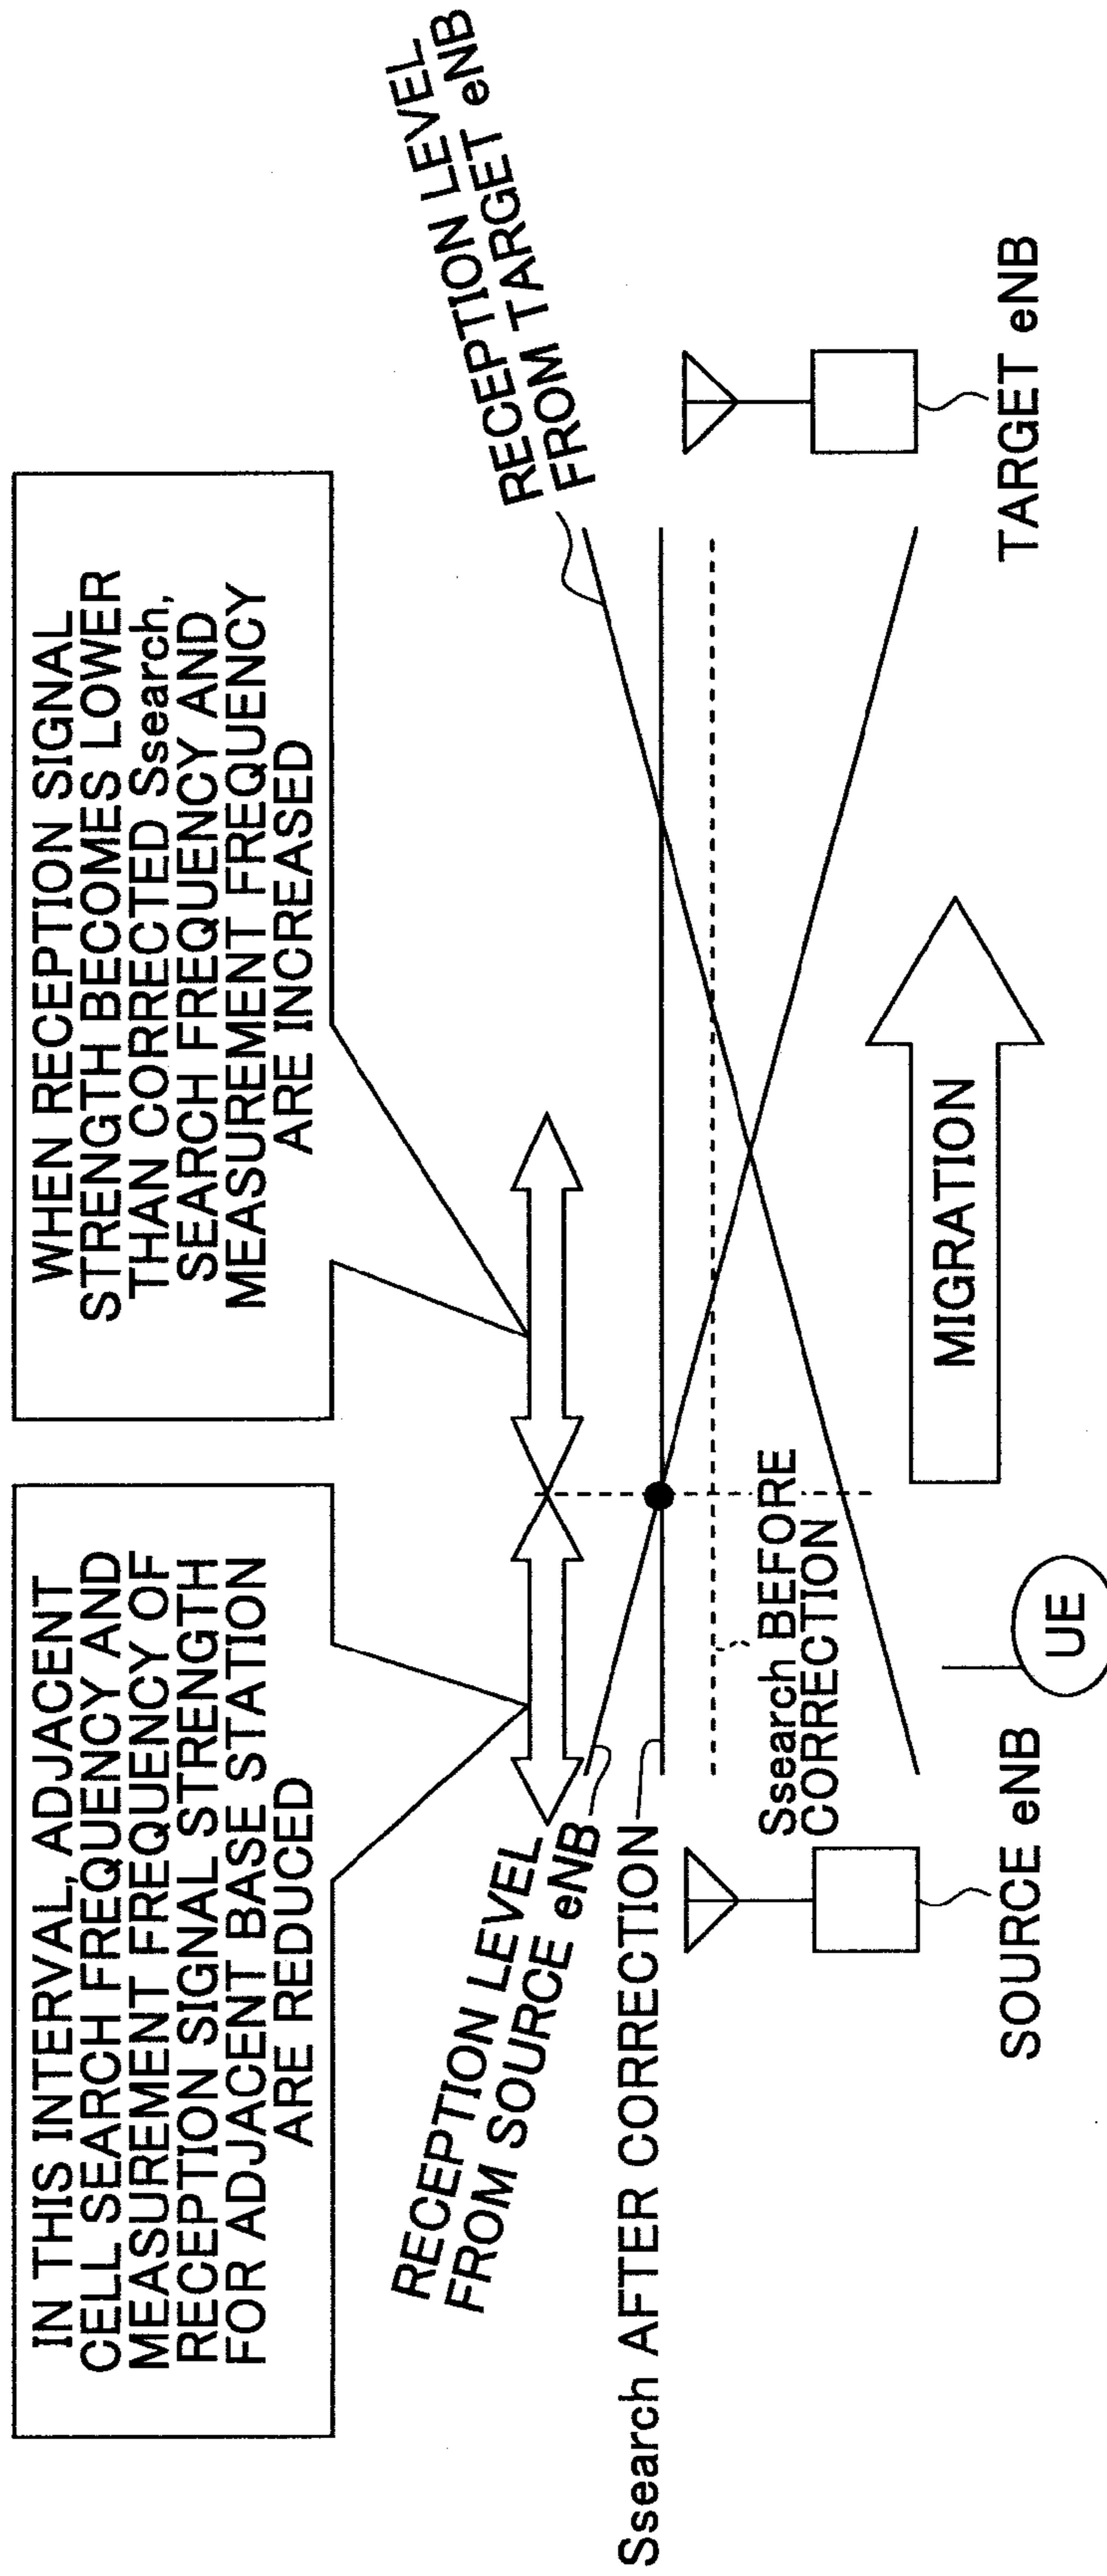 IN THIS INTERVAL, ADJACENT
CELL SEARCH FREQUENCY AND
MEASUREMENT FREQUENCY OF
RECEPTION SIGNAL STRENGTH
FOR ADJACENT BASE STATION
ARE REDUCED
WHEN RECEPTION SIGNAL
STRENGTH BECOMES LOWER
THAN CORRECTED Ssearch,
SEARCH FREQUENCY AND
MEASUREMENT FREQUENCY
ARE INCREASED
RECEPTION LEVEL
FROM SOURCE eNB
RECEPTION LEVEL
FROM TARGET eNB
Ssearch AFTER CORRECTION
Ssearch BEFORE
CORRECTION
MIGRATION
SOURCE eNB
UE
TARGET eNB